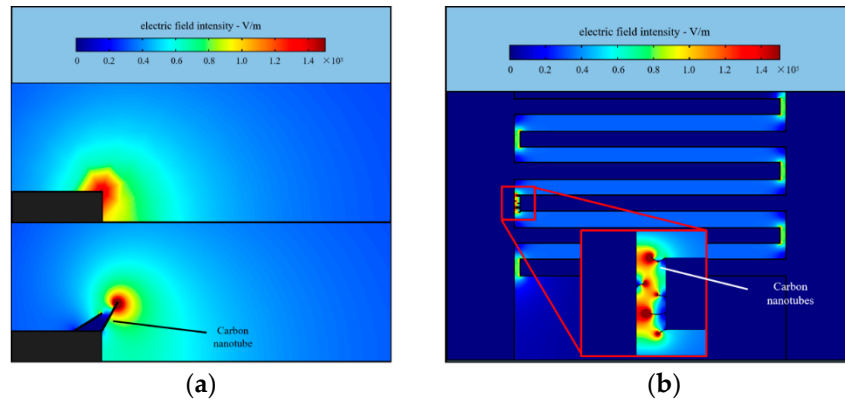 electric field intensity - V/m
0 0.2 0.4 0.6 0.8 1.0 1.2 1.4 ×10⁵
Carbon
nanotube
(a)
electric field intensity - V/m
0 0.2 0.4 0.6 0.8 1.0 1.2 1.4 ×10⁵
Carbon
nanotubes
(b)